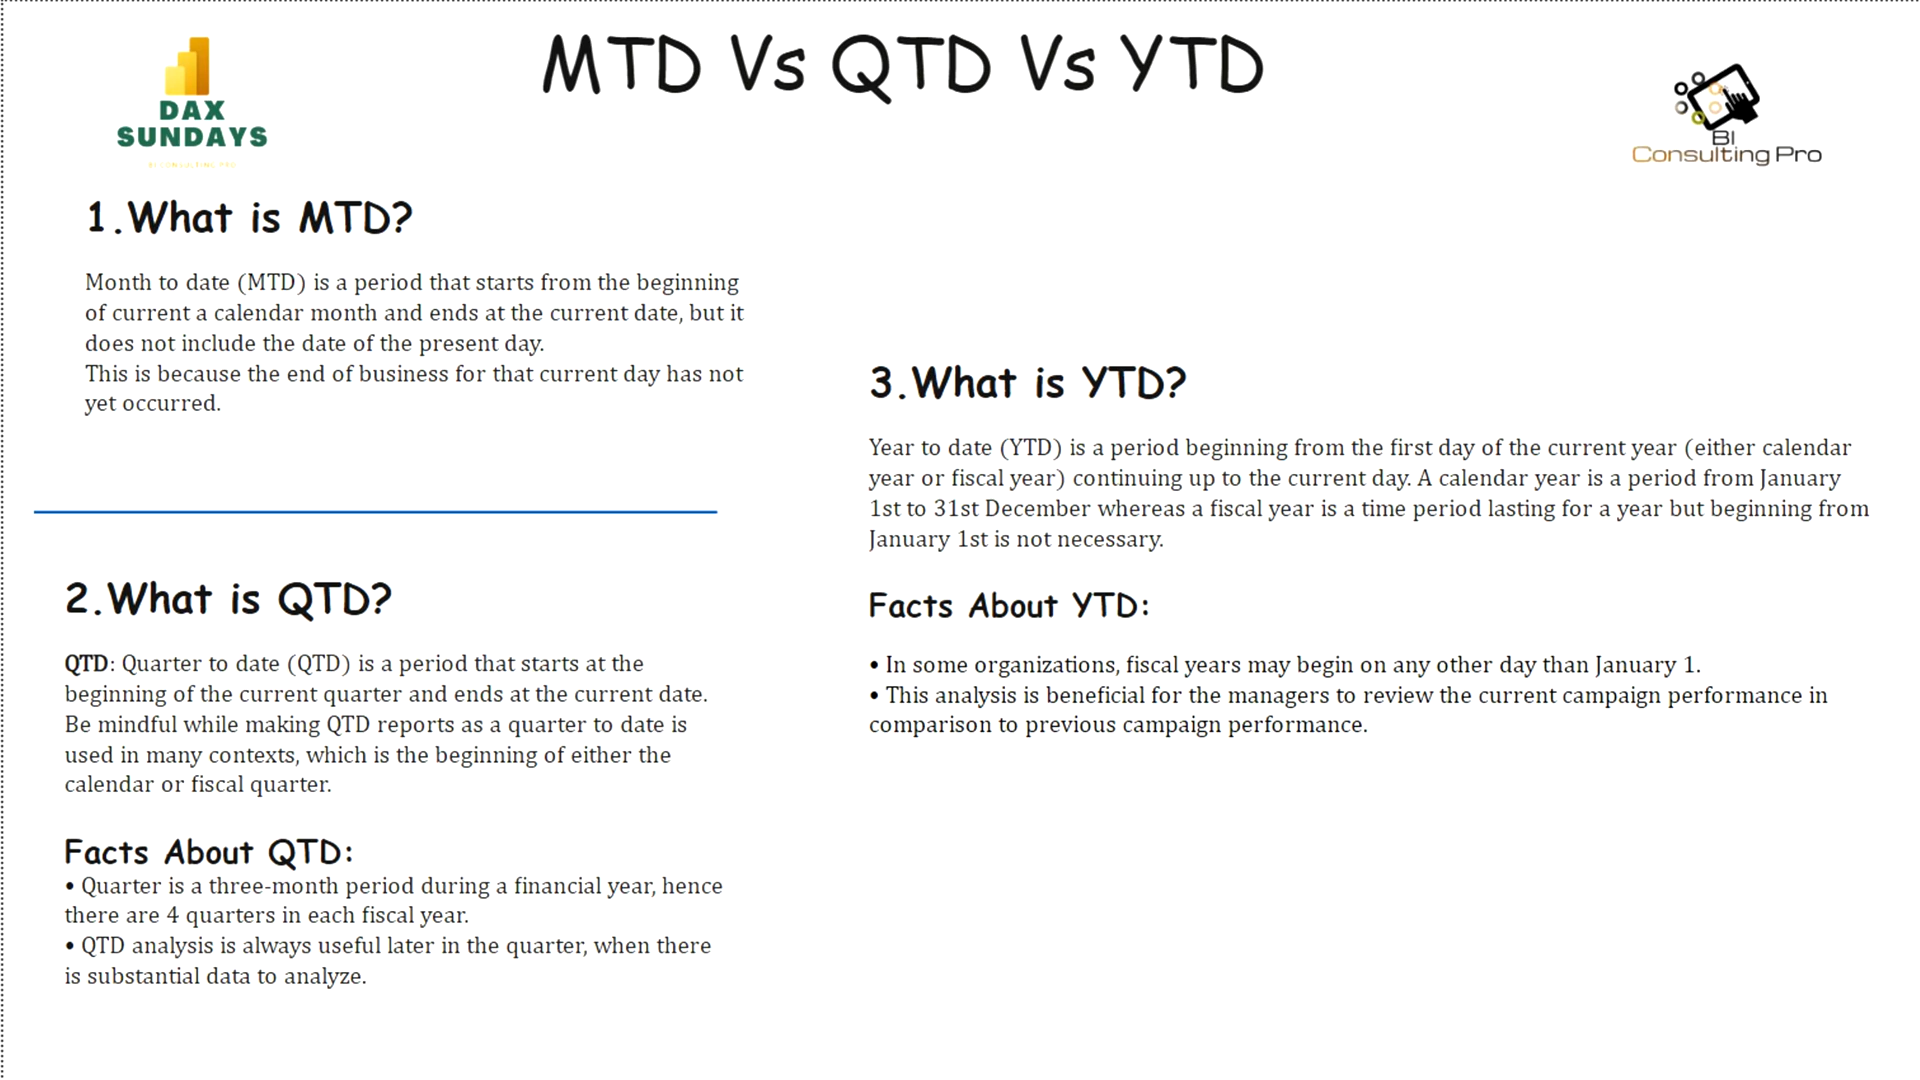 MTD Vs QTD Vs YTD
DAX
SUNDAYS
BI CONSULTING PRO
BI
Consulting Pro
1.What is MTD?
Month to date (MTD) is a period that starts from the beginning
of current a calendar month and ends at the current date, but it
does not include the date of the present day.
This is because the end of business for that current day has not
yet occurred.
2.What is QTD?
QTD: Quarter to date (QTD) is a period that starts at the
beginning of the current quarter and ends at the current date.
Be mindful while making QTD reports as a quarter to date is
used in many contexts, which is the beginning of either the
calendar or fiscal quarter.
Facts About QTD:
• Quarter is a three-month period during a financial year, hence
there are 4 quarters in each fiscal year.
• QTD analysis is always useful later in the quarter, when there
is substantial data to analyze.
3.What is YTD?
Year to date (YTD) is a period beginning from the first day of the current year (either calendar
year or fiscal year) continuing up to the current day. A calendar year is a period from January
1st to 31st December whereas a fiscal year is a time period lasting for a year but beginning from
January 1st is not necessary.
Facts About YTD:
• In some organizations, fiscal years may begin on any other day than January 1.
• This analysis is beneficial for the managers to review the current campaign performance in
comparison to previous campaign performance.